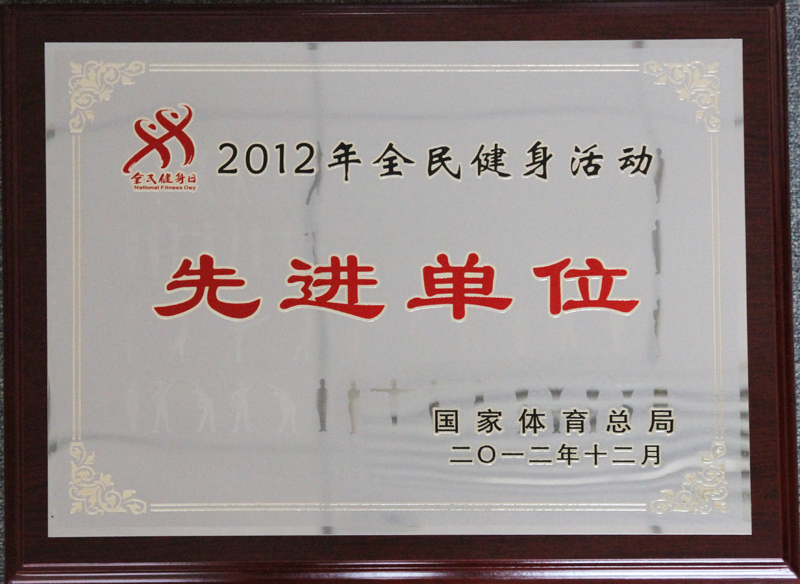 全民健身日
National Fitness Day
2012年全民健身活动
先进单位
国家体育总局
二〇一二年十二月